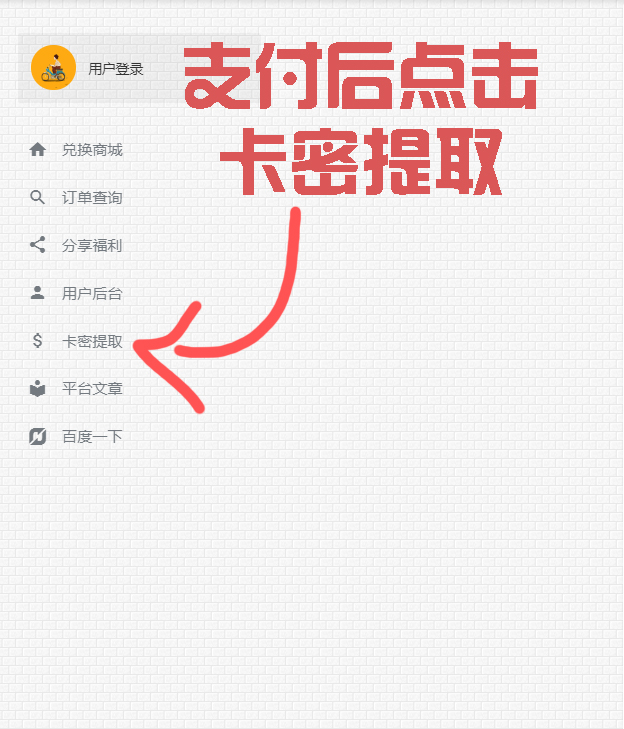 支付后点击
卡密提取
用户登录
兑换商城
订单查询
分享福利
用户后台
卡密提取
平台文章
百度一下